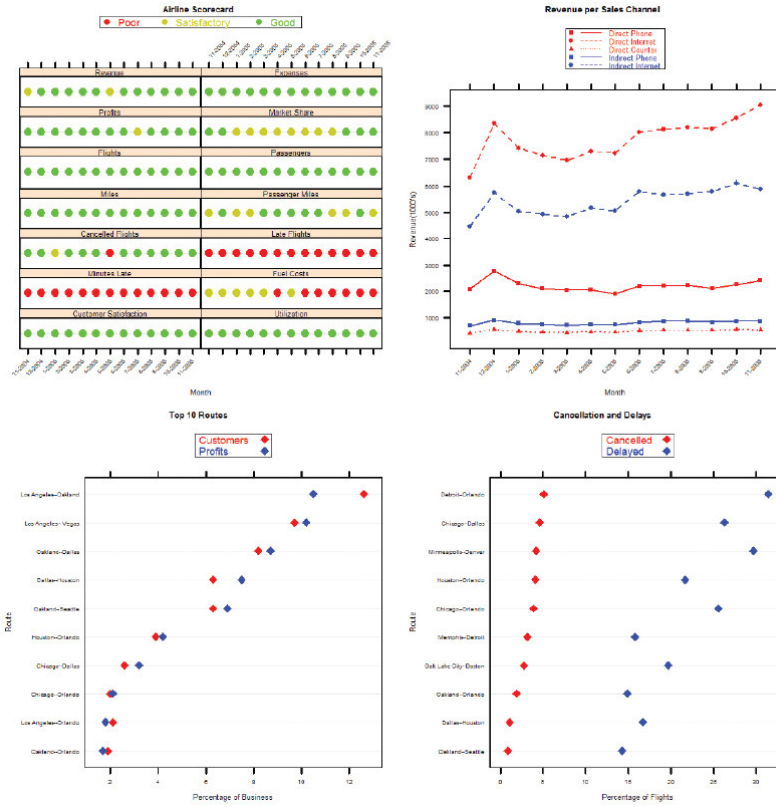 Airline Scorecard
Poor Satisfactory Good
Revenue Expenses
Profits Market Share
Flights Passengers
Miles Passenger Miles
Cancelled Flights Late Flights
Minutes Late Fuel Costs
Customer Satisfaction Utilization
Month
Revenue per Sales Channel
Direct Phone
Direct Internet
Direct Counter
Indirect Phone
Indirect Internet
Revenue(1000's)
9000
8000
7000
6000
5000
4000
3000
2000
1000
Month
Top 10 Routes
Customers
Profits
Route
Los Angeles-Oakland
Los Angeles-Vegas
Oakland-Dallas
Dallas-Houston
Oakland-Seattle
Houston-Orlando
Chicago-Dallas
Chicago-Orlando
Los Angeles-Orlando
Oakland-Orlando
2 4 6 8 10 12
Percentage of Business
Cancellation and Delays
Cancelled
Delayed
Route
Detroit-Orlando
Chicago-Dallas
Minneapolis-Denver
Houston-Orlando
Chicago-Orlando
Memphis-Detroit
Salt Lake City-Boston
Oakland-Orlando
Dallas-Houston
Oakland-Seattle
0 5 10 15 20 25 30
Percentage of Flights